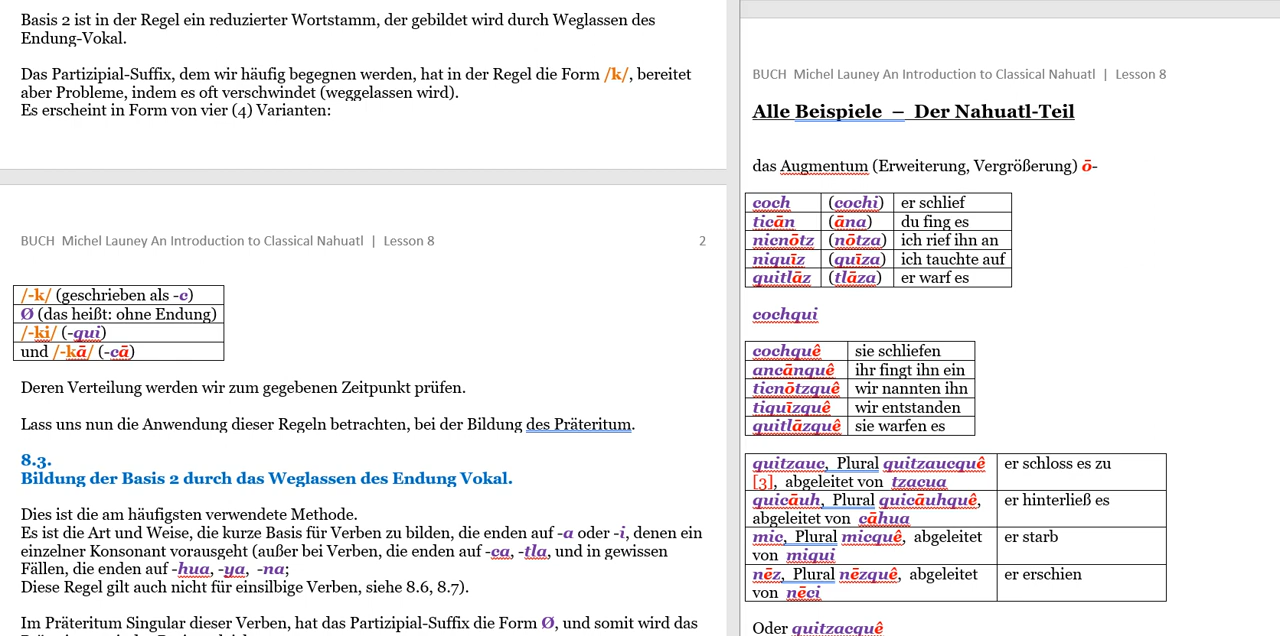 Basis 2 ist in der Regel ein reduzierter Wortstamm, der gebildet wird durch Weglassen des
Endung-Vokal.
Das Partizipial-Suffix, dem wir häufig begegnen werden, hat in der Regel die Form /k/, bereitet
aber Probleme, indem es oft verschwindet (weggelassen wird).
Es erscheint in Form von vier (4) Varianten:
BUCH Michel Launey An Introduction to Classical Nahuatl | Lesson 8 2
/-k/ (geschrieben als -c)
Ø (das heißt: ohne Endung)
/-ki/ (-qui)
und /-kā/ (-cā)
Deren Verteilung werden wir zum gegebenen Zeitpunkt prüfen.
Lass uns nun die Anwendung dieser Regeln betrachten, bei der Bildung des Präteritum.
8.3.
Bildung der Basis 2 durch das Weglassen des Endung Vokal.
Dies ist die am häufigsten verwendete Methode.
Es ist die Art und Weise, die kurze Basis für Verben zu bilden, die enden auf -a oder -i, denen ein
einzelner Konsonant vorausgeht (außer bei Verben, die enden auf -ca, -tla, und in gewissen
Fällen, die enden auf -hua, -ya, -na;
Diese Regel gilt auch nicht für einsilbige Verben, siehe 8.6, 8.7).
Im Präteritum Singular dieser Verben, hat das Partizipial-Suffix die Form Ø, und somit wird das
BUCH Michel Launey An Introduction to Classical Nahuatl | Lesson 8
Alle Beispiele – Der Nahuatl-Teil
das Augmentum (Erweiterung, Vergrößerung) ō-
coch (cochi) er schlief
ticān (āna) du fing es
nicnōtz (nōtza) ich rief ihn an
niquīz (quīza) ich tauchte auf
quitlāz (tlāza) er warf es
cochqui
cochquê sie schliefen
ancānquê ihr fingt ihn ein
ticnōtzquê wir nannten ihn
tiquīzquê wir entstanden
quitlāzquê sie warfen es
quitzauc, Plural quitzaucquê er schloss es zu
[3], abgeleitet von tzacua
quicāuh, Plural quicāuhquê, er hinterließ es
abgeleitet von cāhua
mic, Plural micquê, abgeleitet er starb
von miqui
nēz, Plural nēzquê, abgeleitet er erschien
von nēci
Oder quitzacquê